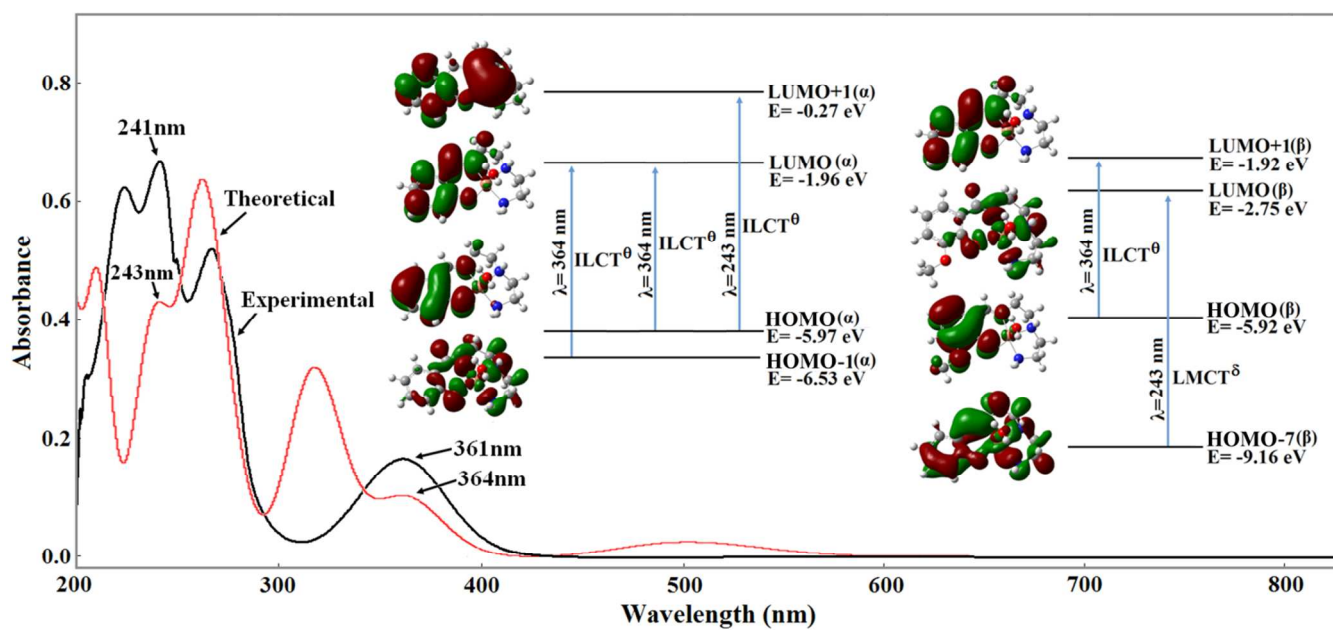 Absorbance
0.8
0.6
0.4
0.2
0.0
200
300
400
500
600
700
800
Wavelength (nm)
241nm
Theoretical
243nm
Experimental
361nm
364nm
LUMO+1(α)
E= -0.27 eV
LUMO(α)
E= -1.96 eV
HOMO(α)
E= -5.97 eV
HOMO-1(α)
E= -6.53 eV
λ= 364 nm
ILCTθ
λ= 364 nm
ILCTθ
λ=243 nm
ILCTθ
LUMO+1(β)
E= -1.92 eV
LUMO(β)
E= -2.75 eV
HOMO(β)
E= -5.92 eV
HOMO-7(β)
E= -9.16 eV
λ= 364 nm
ILCTθ
λ=243 nm
LMCTδ